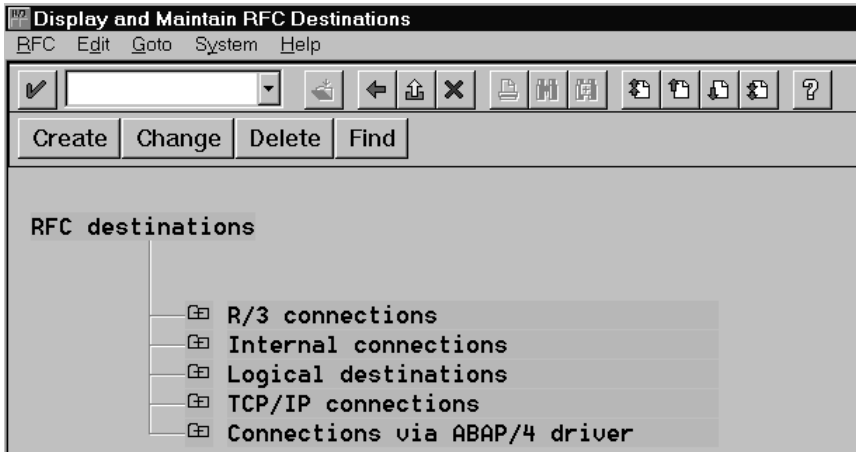 Display and Maintain RFC Destinations
RFC Edit Goto System Help
Create Change Delete Find
RFC destinations
R/3 connections
Internal connections
Logical destinations
TCP/IP connections
Connections via ABAP/4 driver